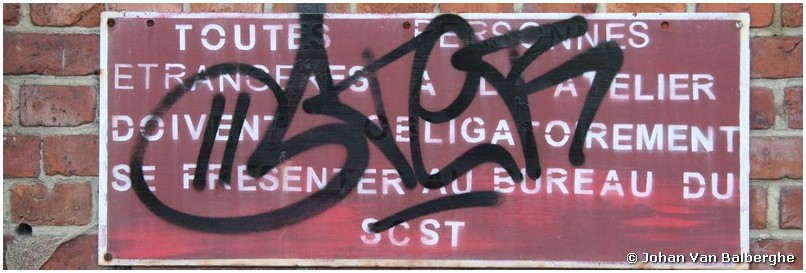 TOUTES PERSONNES
ETRANGERES A L'ATELIER
DOIVENT OBLIGATOIREMENT
SE PRESENTER AU BUREAU DU
SCST
© Johan Van Balberghe